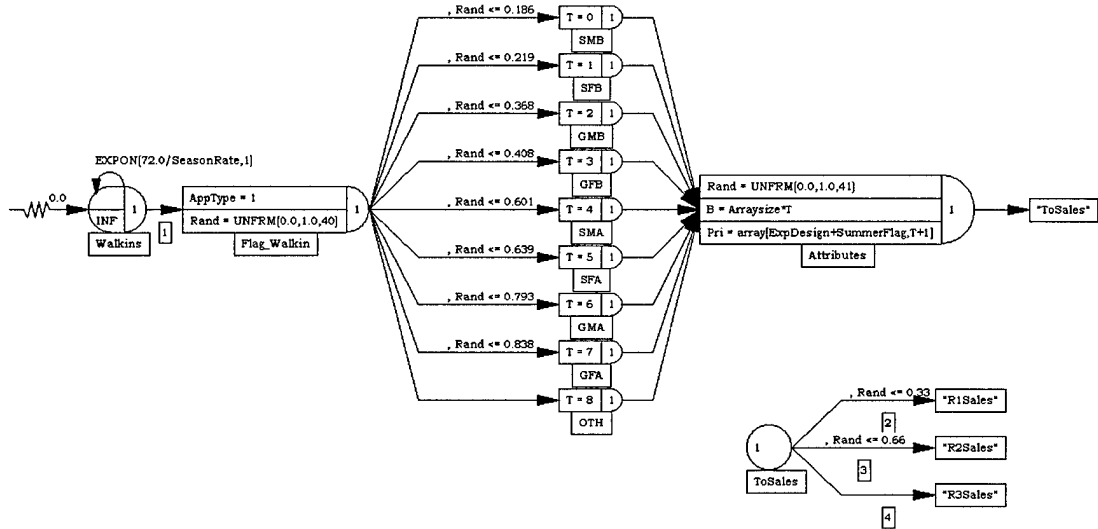 , Rand <= 0.186
T = 0
1
SMB
, Rand <= 0.219
T = 1
1
SFB
, Rand <= 0.368
T = 2
1
GMB
, Rand <= 0.408
T = 3
1
GFB
, Rand <= 0.601
T = 4
1
SMA
, Rand <= 0.639
T = 5
1
SFA
, Rand <= 0.793
T = 6
1
GMA
, Rand <= 0.838
T = 7
1
GFA
T = 8
1
OTH
EXPON[72.0/SeasonRate,1]
0.0
INF
1
Walkins
1
AppType = 1
Rand = UNFRM[0.0,1.0,40]
1
Flag_Walkin
Rand = UNFRM[0.0,1.0,41]
B = Arraysize*T
Pri = array[ExpDesign+SummerFlag,T+1]
1
Attributes
"ToSales"
1
ToSales
, Rand <= 0.33
2
"R1Sales"
, Rand <= 0.66
3
"R2Sales"
4
"R3Sales"